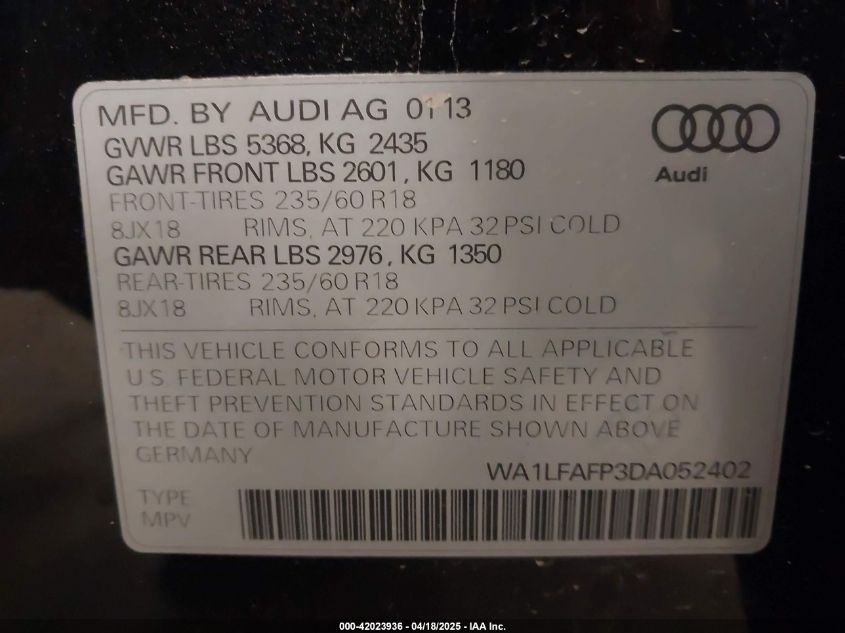 MFD. BY AUDI AG 01 13
GVWR LBS 5368, KG 2435
GAWR FRONT LBS 2601, KG 1180
FRONT-TIRES 235/60 R18
8JX18 RIMS, AT 220 KPA 32 PSI COLD
GAWR REAR LBS 2976, KG 1350
REAR-TIRES 235/60 R18
8JX18 RIMS, AT 220 KPA 32 PSI COLD
Audi
THIS VEHICLE CONFORMS TO ALL APPLICABLE
U.S. FEDERAL MOTOR VEHICLE SAFETY AND
THEFT PREVENTION STANDARDS IN EFFECT ON
THE DATE OF MANUFACTURE SHOWN ABOVE
GERMANY
WA1LFAFP3DA052402
TYPE
MPV
000-42023936 - 04/18/2025 - IAA Inc.